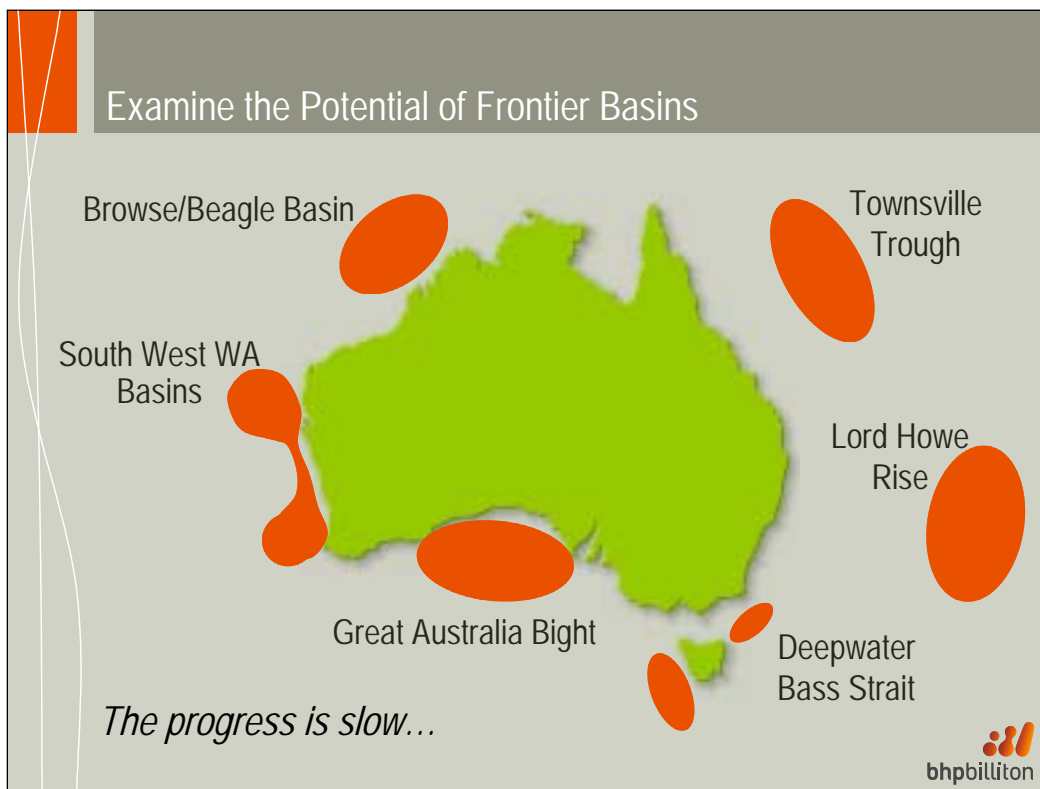 Examine the Potential of Frontier Basins
Browse/Beagle Basin
Townsville
Trough
South West WA
Basins
Lord Howe
Rise
Great Australia Bight
Deepwater
Bass Strait
The progress is slow…
bhpbilliton